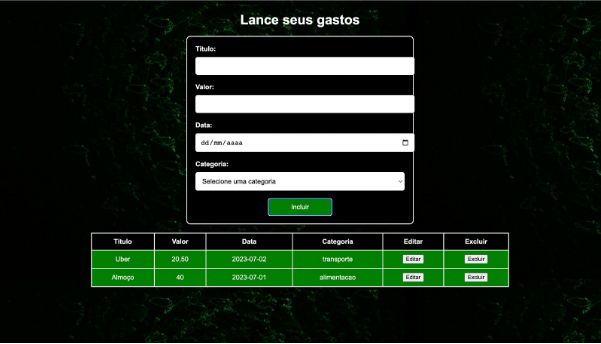 Lance seus gastos
Título:
Valor:
Data:
dd/mm/aaaa
Categoria:
Selecione uma categoria
Incluir
Título Valor Data Categoria Editar Excluir
Uber 20,50 2023-07-02 transporte Editar Excluir
Almoço 40 2023-07-01 alimentacao Editar Excluir